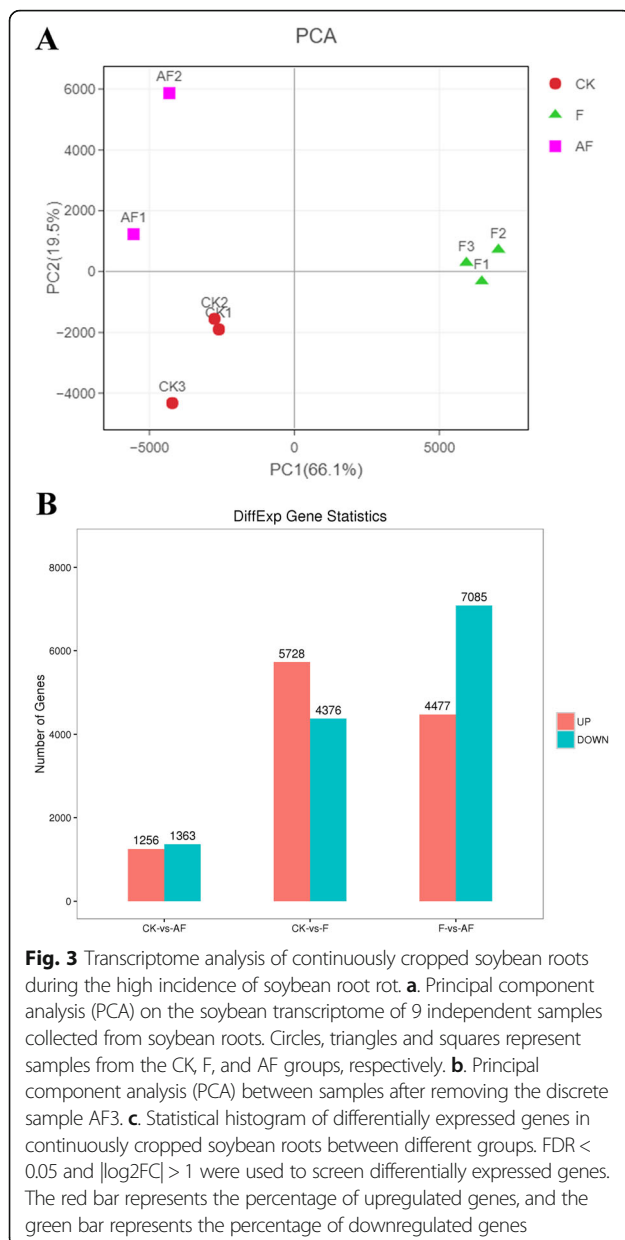 A
PCA
AF2
AF1
CK2
CK1
CK3
F3
F2
F1
6000
4000
2000
0
−2000
−4000
−5000
0
5000
PC2(19.5%)
PC1(66.1%)
CK
F
AF
B
DiffExp Gene Statistics
8000
6000
4000
2000
0
Number of Genes
1256
1363
5728
4376
4477
7085
CK-vs-AF
CK-vs-F
F-vs-AF
UP
DOWN
Fig. 3 Transcriptome analysis of continuously cropped soybean roots
during the high incidence of soybean root rot. a. Principal component
analysis (PCA) on the soybean transcriptome of 9 independent samples
collected from soybean roots. Circles, triangles and squares represent
samples from the CK, F, and AF groups, respectively. b. Principal
component analysis (PCA) between samples after removing the discrete
sample AF3. c. Statistical histogram of differentially expressed genes in
continuously cropped soybean roots between different groups. FDR <
0.05 and |log2FC| > 1 were used to screen differentially expressed genes.
The red bar represents the percentage of upregulated genes, and the
green bar represents the percentage of downregulated genes